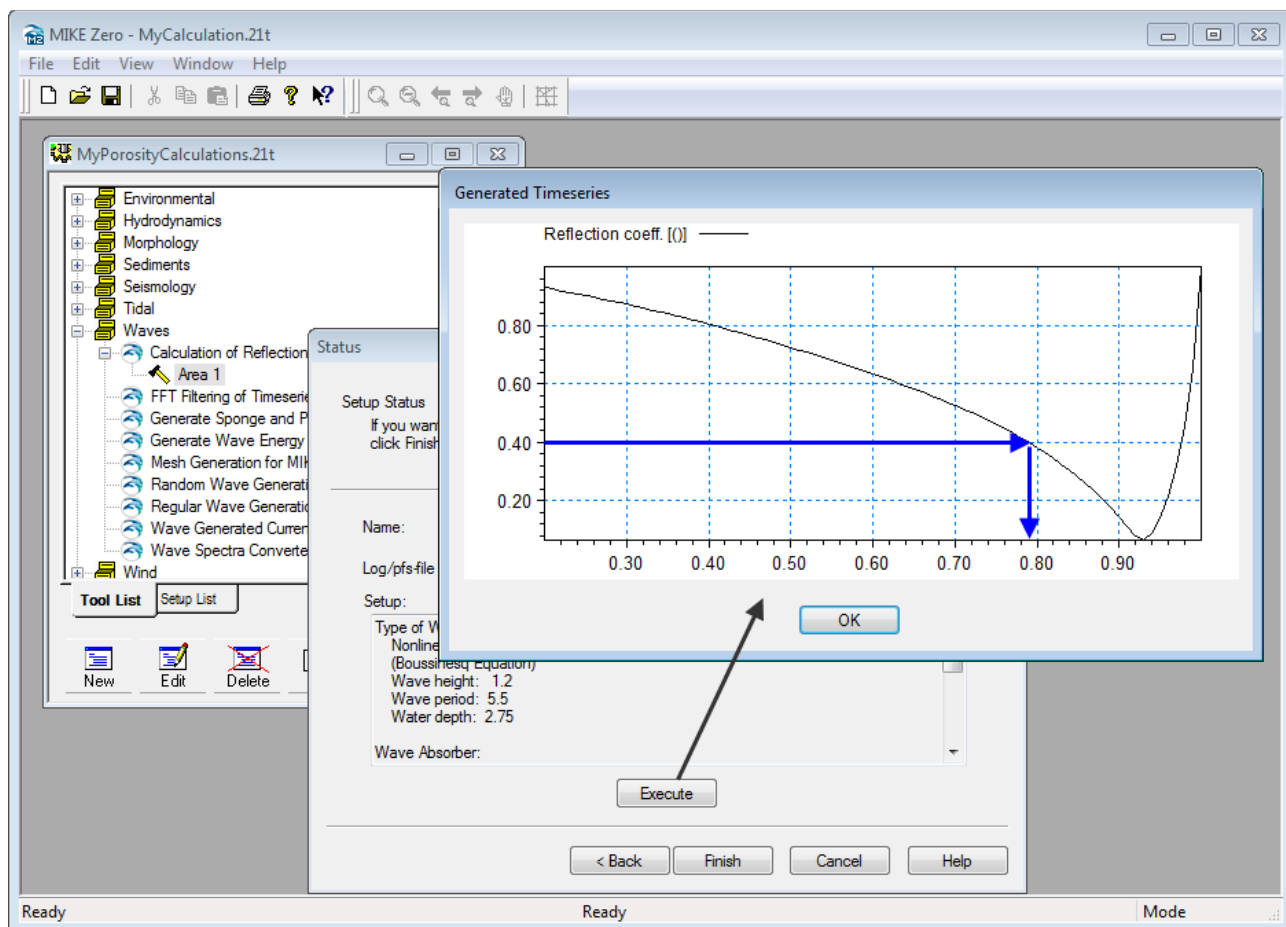 MIKE Zero - MyCalculation.21t
File Edit View Window Help
MyPorosityCalculations.21t
Environmental
Hydrodynamics
Morphology
Sediments
Seismology
Tidal
Waves
Calculation of Reflection
Area 1
FFT Filtering of Timeserie
Generate Sponge and P
Generate Wave Energy
Mesh Generation for MI
Random Wave Generati
Regular Wave Generatio
Wave Generated Curren
Wave Spectra Converte
Wind
Tool List Setup List
New Edit Delete
Status
Setup Status
If you wan
click Finish
Name:
Log/pfs-file
Setup:
Type of W
Nonline
(Boussinesq Equation)
Wave height: 1.2
Wave period: 5.5
Water depth: 2.75
Wave Absorber:
Execute
< Back Finish Cancel Help
Generated Timeseries
Reflection coeff. [()]
0.80
0.60
0.40
0.20
0.30 0.40 0.50 0.60 0.70 0.80 0.90
OK
Ready Ready Mode